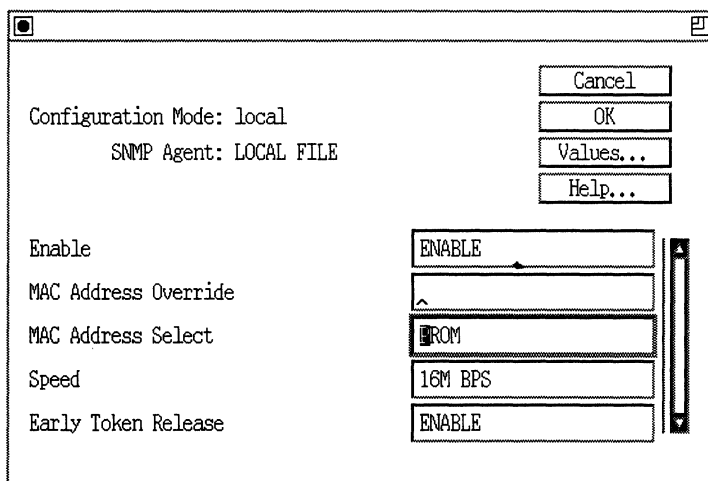 Cancel
Configuration Mode: local
OK
SNMP Agent: LOCAL FILE
Values...
Help...
Enable
ENABLE
MAC Address Override
MAC Address Select
PROM
Speed
16M BPS
Early Token Release
ENABLE